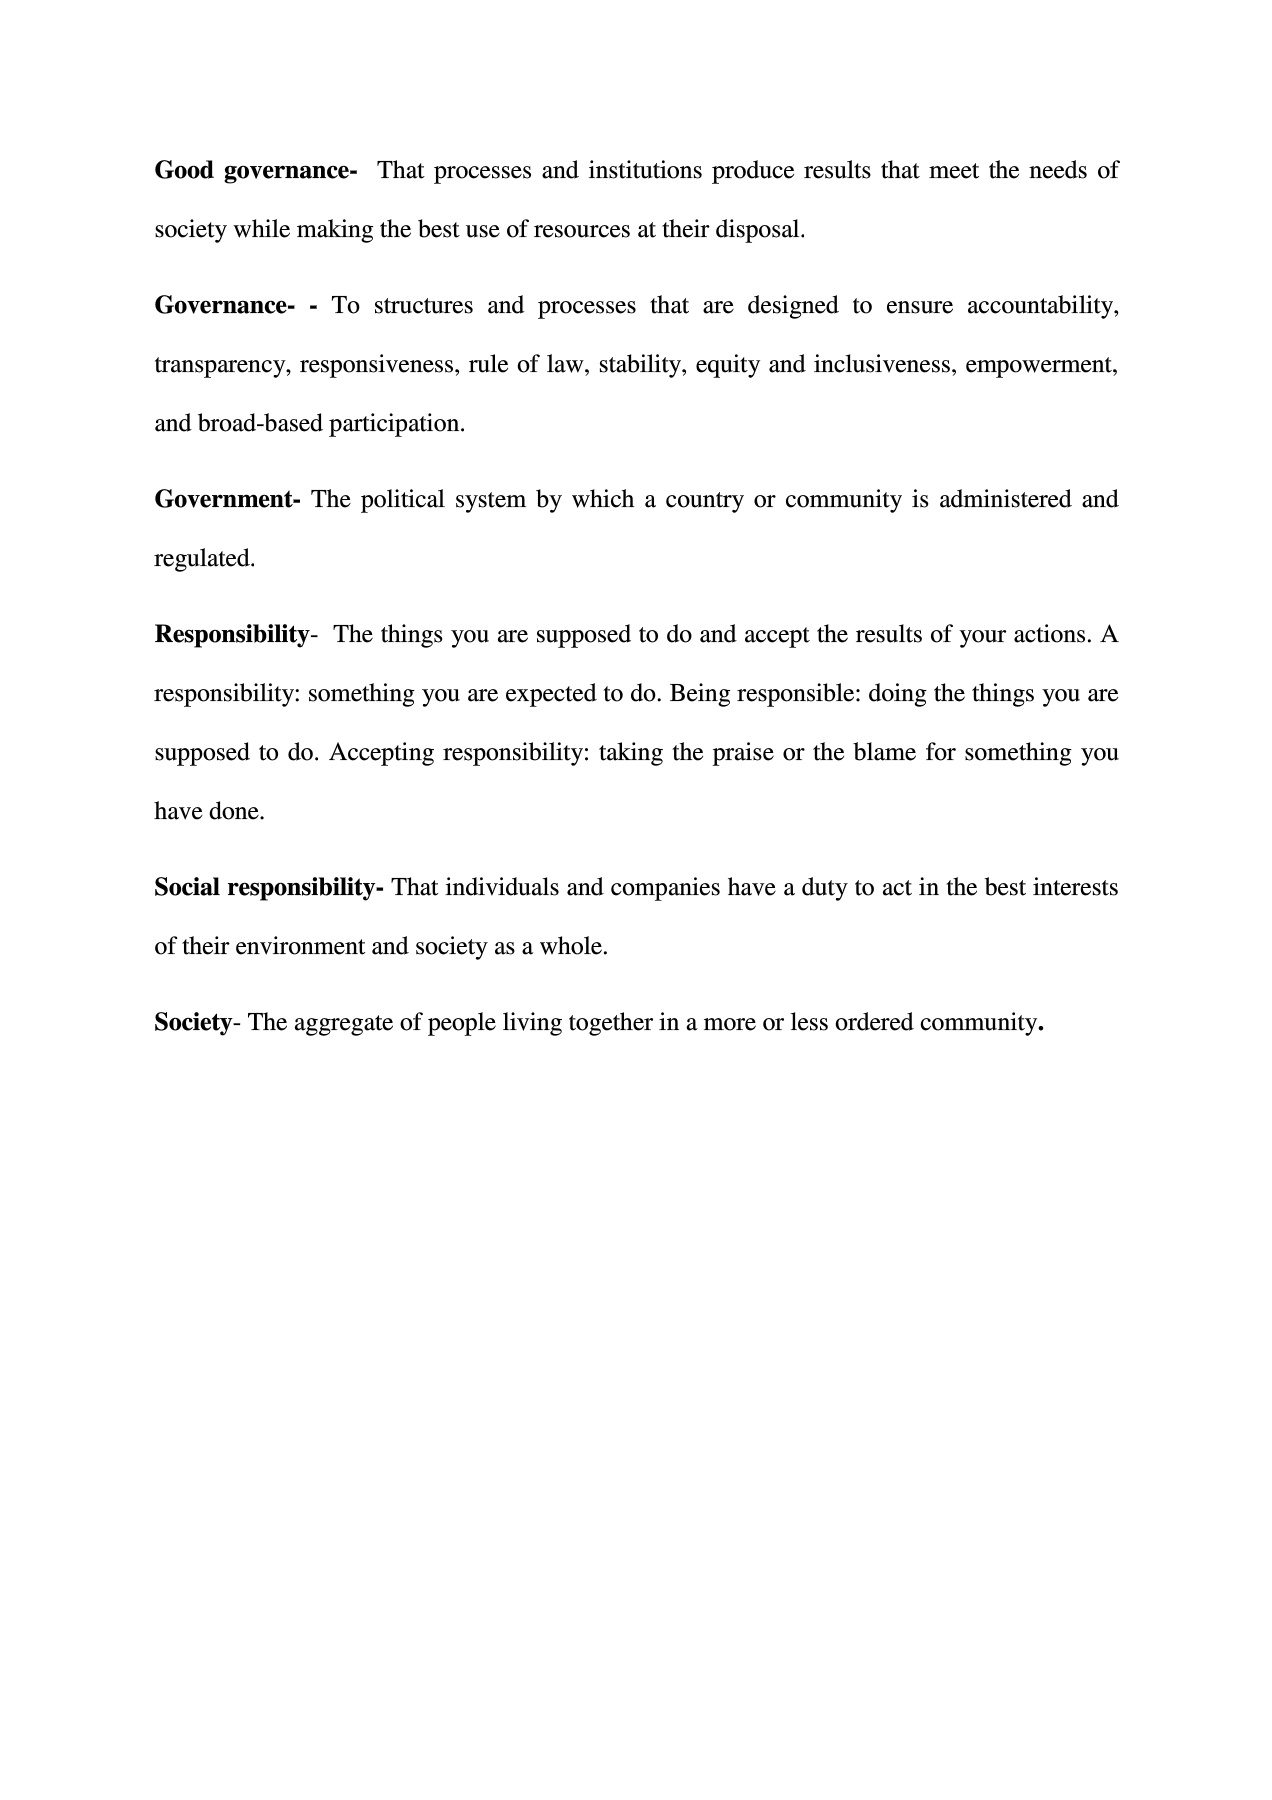 Good governance- That processes and institutions produce results that meet the needs of
society while making the best use of resources at their disposal.
Governance- - To structures and processes that are designed to ensure accountability,
transparency, responsiveness, rule of law, stability, equity and inclusiveness, empowerment,
and broad-based participation.
Government- The political system by which a country or community is administered and
regulated.
Responsibility- The things you are supposed to do and accept the results of your actions. A
responsibility: something you are expected to do. Being responsible: doing the things you are
supposed to do. Accepting responsibility: taking the praise or the blame for something you
have done.
Social responsibility- That individuals and companies have a duty to act in the best interests
of their environment and society as a whole.
Society- The aggregate of people living together in a more or less ordered community.